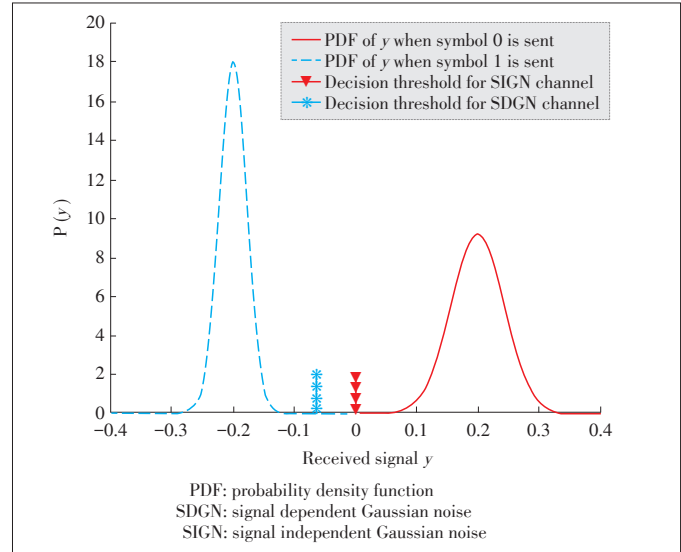 20
18
16
14
12
10
8
6
4
2
0
P (y)
PDF of y when symbol 0 is sent
PDF of y when symbol 1 is sent
Decision threshold for SIGN channel
Decision threshold for SDGN channel
−0.4 −0.3 −0.2 −0.1 0 0.1 0.2 0.3 0.4
Received signal y
PDF: probability density function
SDGN: signal dependent Gaussian noise
SIGN: signal independent Gaussian noise